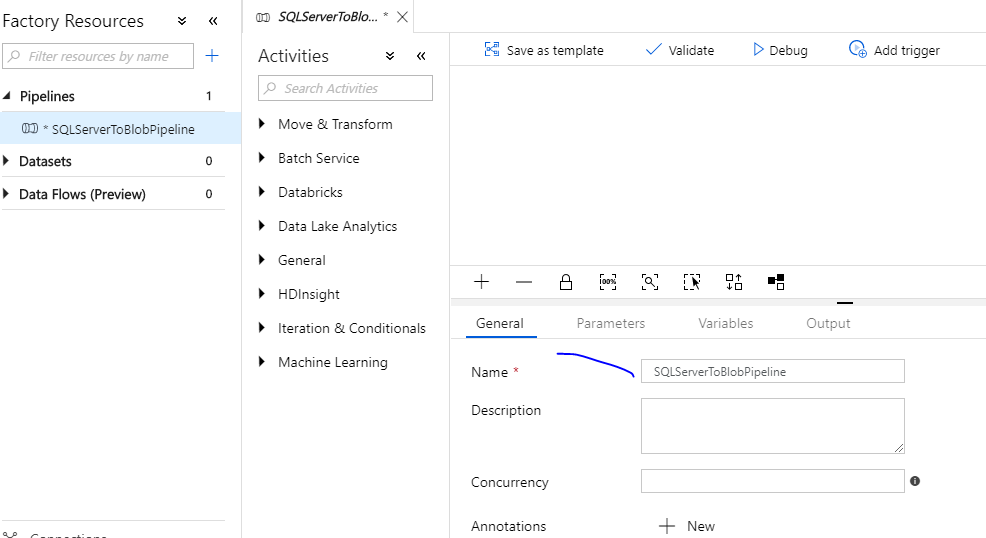 Factory Resources
Filter resources by name
Pipelines 1
* SQLServerToBlobPipeline
Datasets 0
Data Flows (Preview) 0
Connections
SQLServerToBlo... *
Activities
Search Activities
Move & Transform
Batch Service
Databricks
Data Lake Analytics
General
HDInsight
Iteration & Conditionals
Machine Learning
Save as template Validate Debug Add trigger
100%
General Parameters Variables Output
Name * SQLServerToBlobPipeline
Description
Concurrency
Annotations New